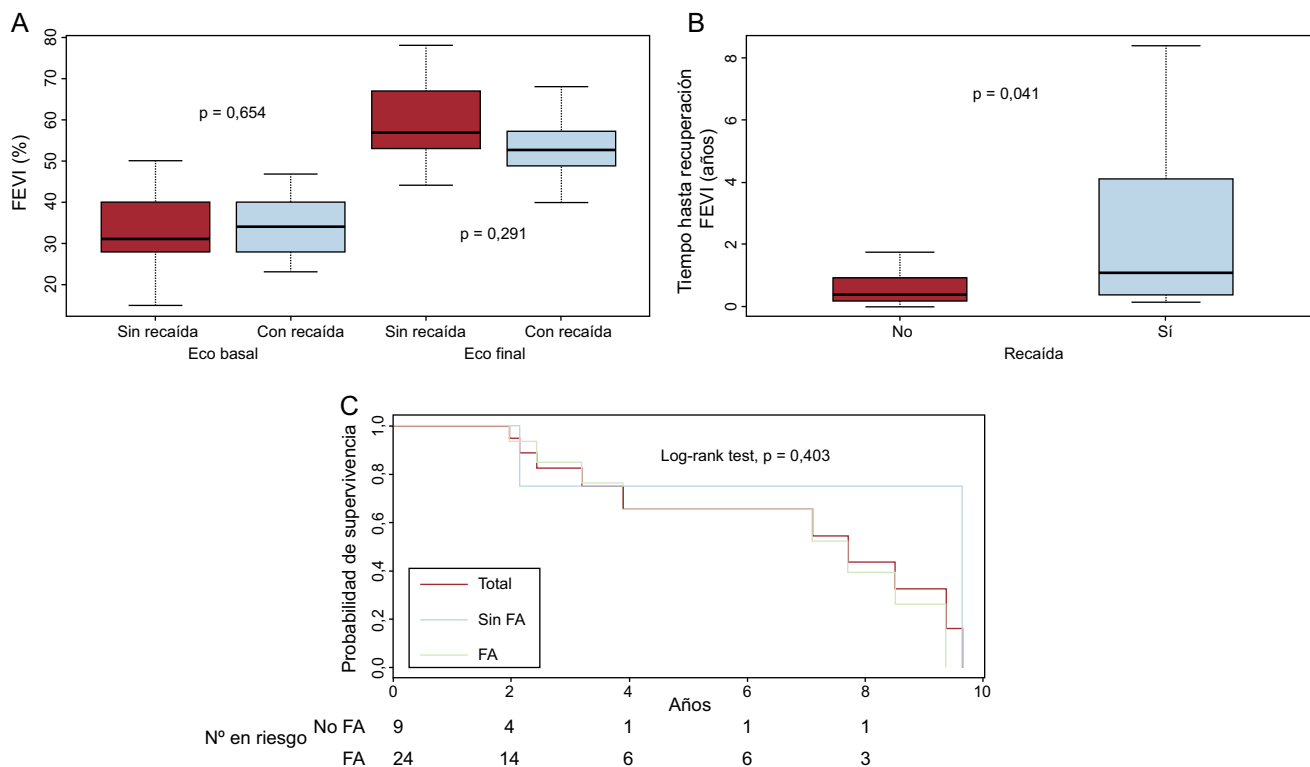 A
FEVI (%)
80
70
60
50
40
30
20
p = 0,654
p = 0,291
Sin recaída
Con recaída
Sin recaída
Con recaída
Eco basal
Eco final
B
Tiempo hasta recuperación
FEVI (años)
8
6
4
2
0
p = 0,041
No
Sí
Recaída
C
Probabilidad de supervivencia
1,0
0,8
0,6
0,4
0,2
0,0
Log-rank test, p = 0,403
Total
Sin FA
FA
0 2 4 6 8 10
Años
Nº en riesgo
No FA 9 4 1 1 1
FA 24 14 6 6 3